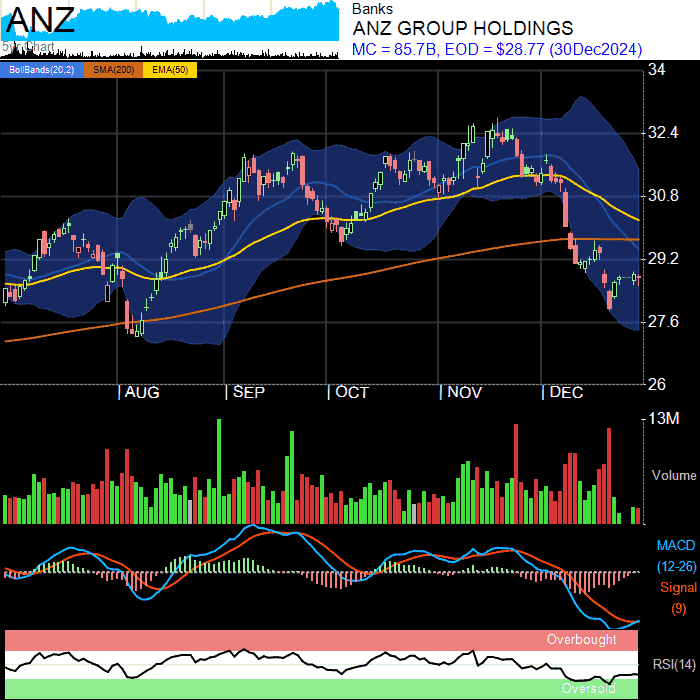 ANZ
5yr Chart
Banks
ANZ GROUP HOLDINGS
MC = 85.7B, EOD = $28.77 (30Dec2024)
BollBands(20,2) SMA(200) EMA(50)
34
32.4
30.8
29.2
27.6
26
AUG SEP OCT NOV DEC
13M
Volume
MACD
(12-26)
Signal
(9)
Overbought
RSI(14)
Oversold